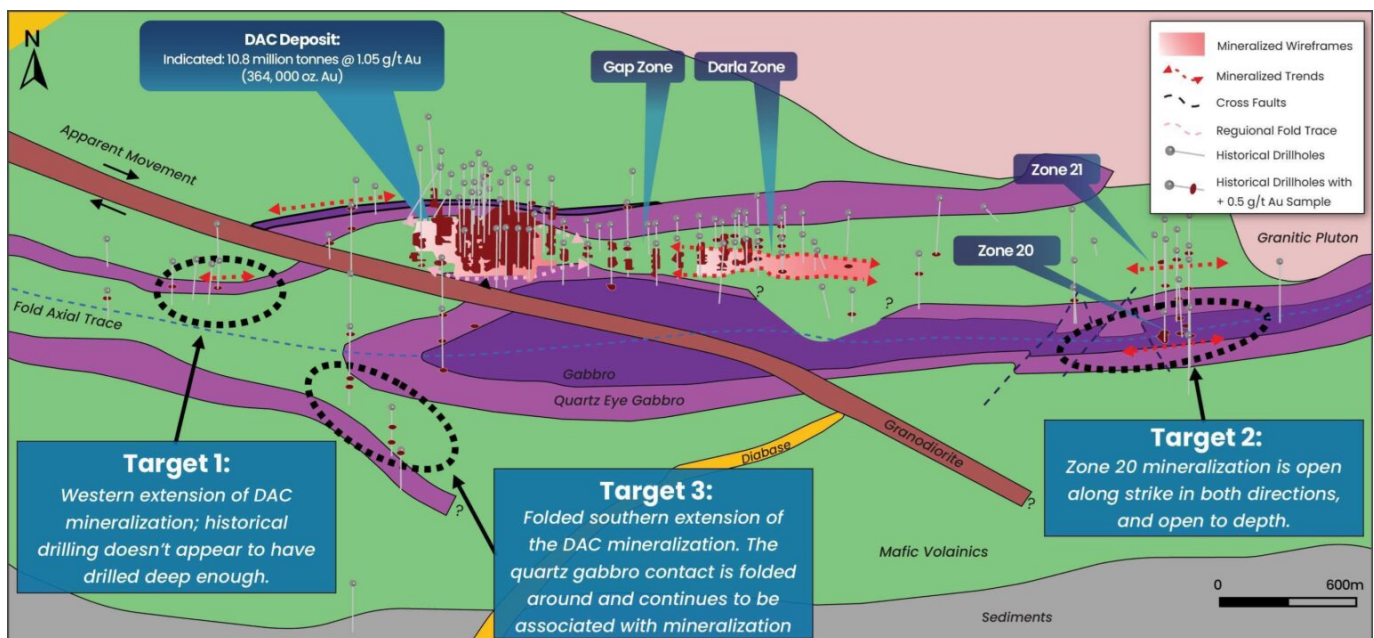 N
DAC Deposit:
Indicated: 10.8 million tonnes @ 1.05 g/t Au
(364, 000 oz. Au)
Gap Zone
Darla Zone
Mineralized Wireframes
Mineralized Trends
Cross Faults
Reguional Fold Trace
Historical Drillholes
Historical Drillholes with
+ 0.5 g/t Au Sample
Apparent Movement
Zone 21
Granitic Pluton
Zone 20
Fold Axial Trace
?
?
Gabbro
Quartz Eye Gabbro
Granodiorite
Diabase
?
?
Target 1:
Western extension of DAC
mineralization; historical
drilling doesn't appear to have
drilled deep enough.
Target 3:
Folded southern extension of
the DAC mineralization. The
quartz gabbro contact is folded
around and continues to be
associated with mineralization
Target 2:
Zone 20 mineralization is open
along strike in both directions,
and open to depth.
Mafic Volainics
0 600m
Sediments